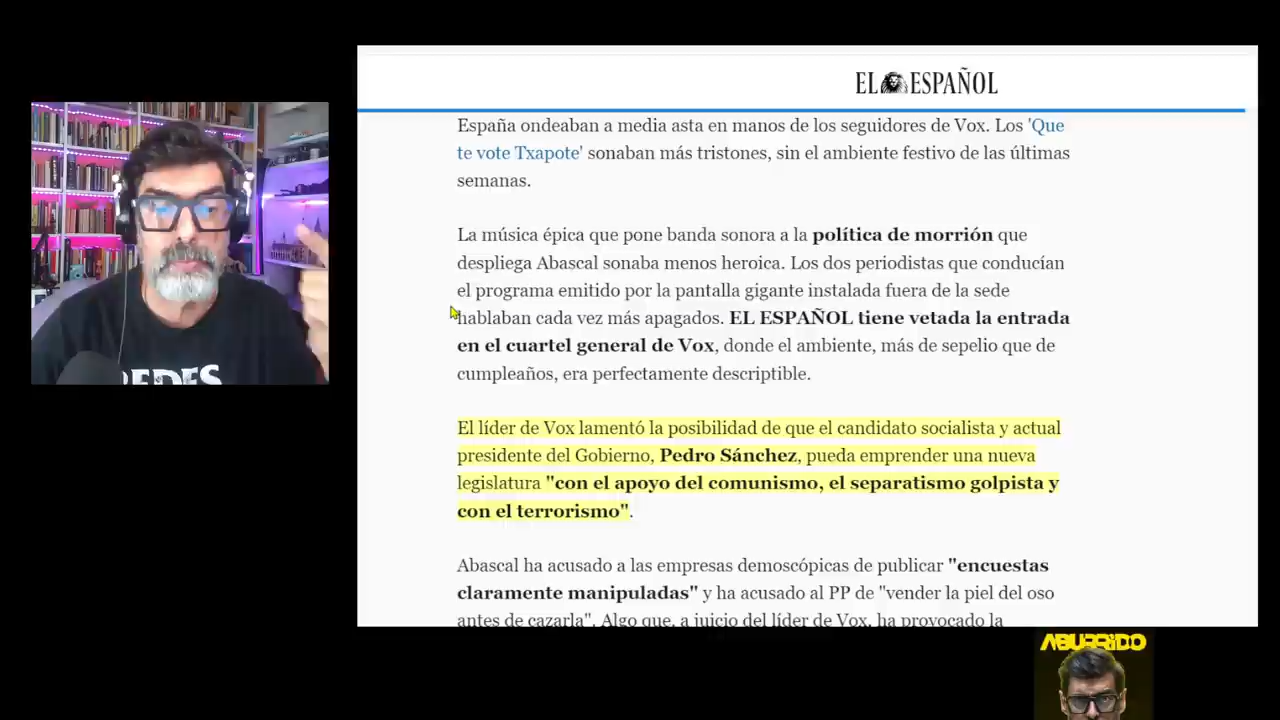 EL ESPAÑOL
España ondeaban a media asta en manos de los seguidores de Vox. Los 'Que
te vote Txapote' sonaban más tristones, sin el ambiente festivo de las últimas
semanas.
La música épica que pone banda sonora a la política de morrión que
despliega Abascal sonaba menos heroica. Los dos periodistas que conducían
el programa emitido por la pantalla gigante instalada fuera de la sede
hablaban cada vez más apagados. EL ESPAÑOL tiene vetada la entrada
en el cuartel general de Vox, donde el ambiente, más de sepelio que de
cumpleaños, era perfectamente descriptible.
El líder de Vox lamentó la posibilidad de que el candidato socialista y actual
presidente del Gobierno, Pedro Sánchez, pueda emprender una nueva
legislatura "con el apoyo del comunismo, el separatismo golpista y
con el terrorismo".
Abascal ha acusado a las empresas demoscópicas de publicar "encuestas
claramente manipuladas" y ha acusado al PP de "vender la piel del oso
antes de cazarla". Algo que, a juicio del líder de Vox, ha provocado la
REDES
ABURRIDO